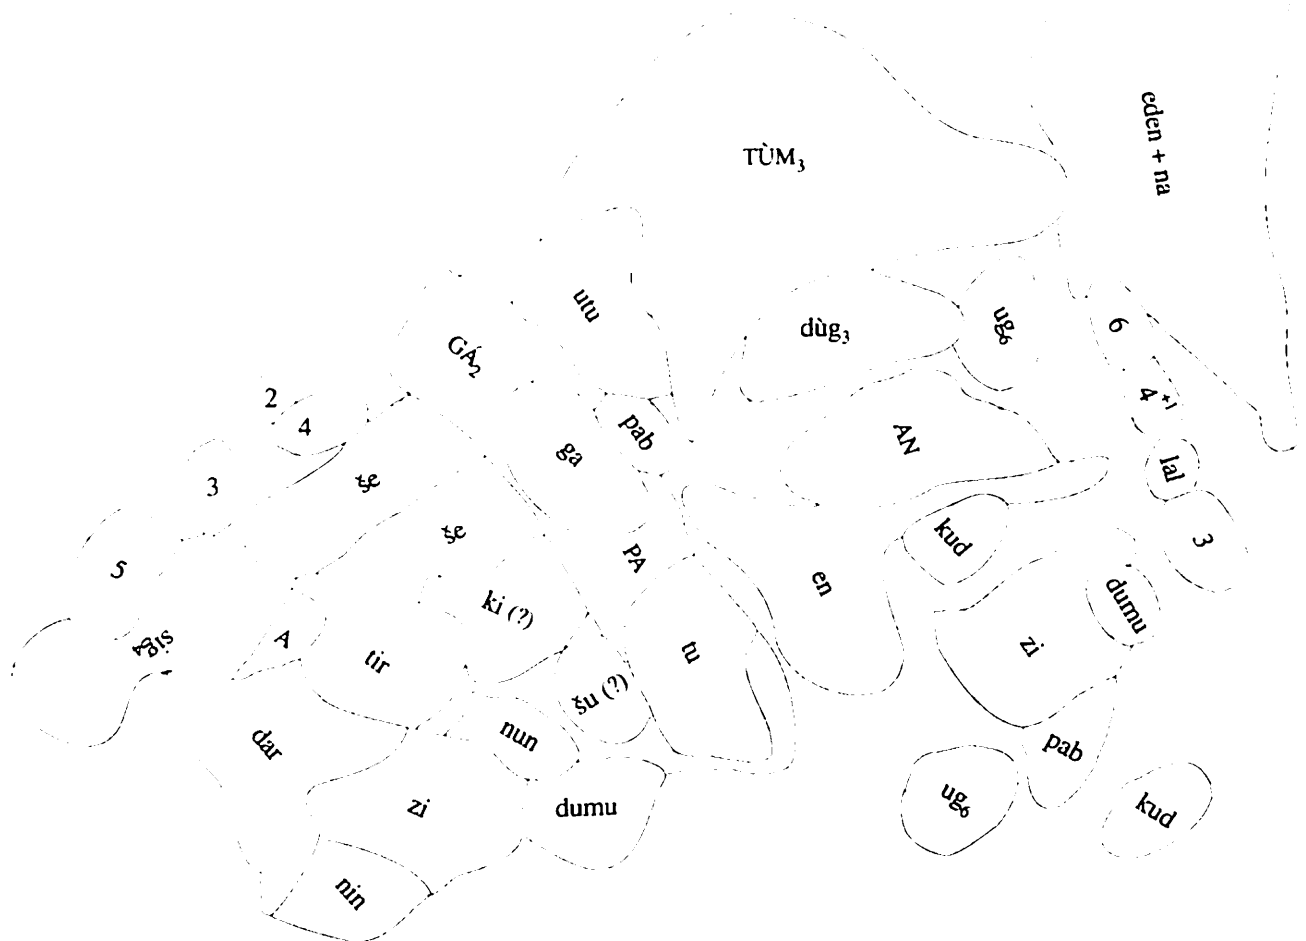 eden + na
TÙM₃
utu
dùg₃
ug₆
6
GÁ₂
2
4
4⁺¹
pab
AN
ga
lal
3
še
še
kud
3
5
PA
ki (?)
en
dumu
sig₄
A
tir
tu
zi
šu (?)
dar
nun
pab
zi
dumu
ug₆
kud
nin